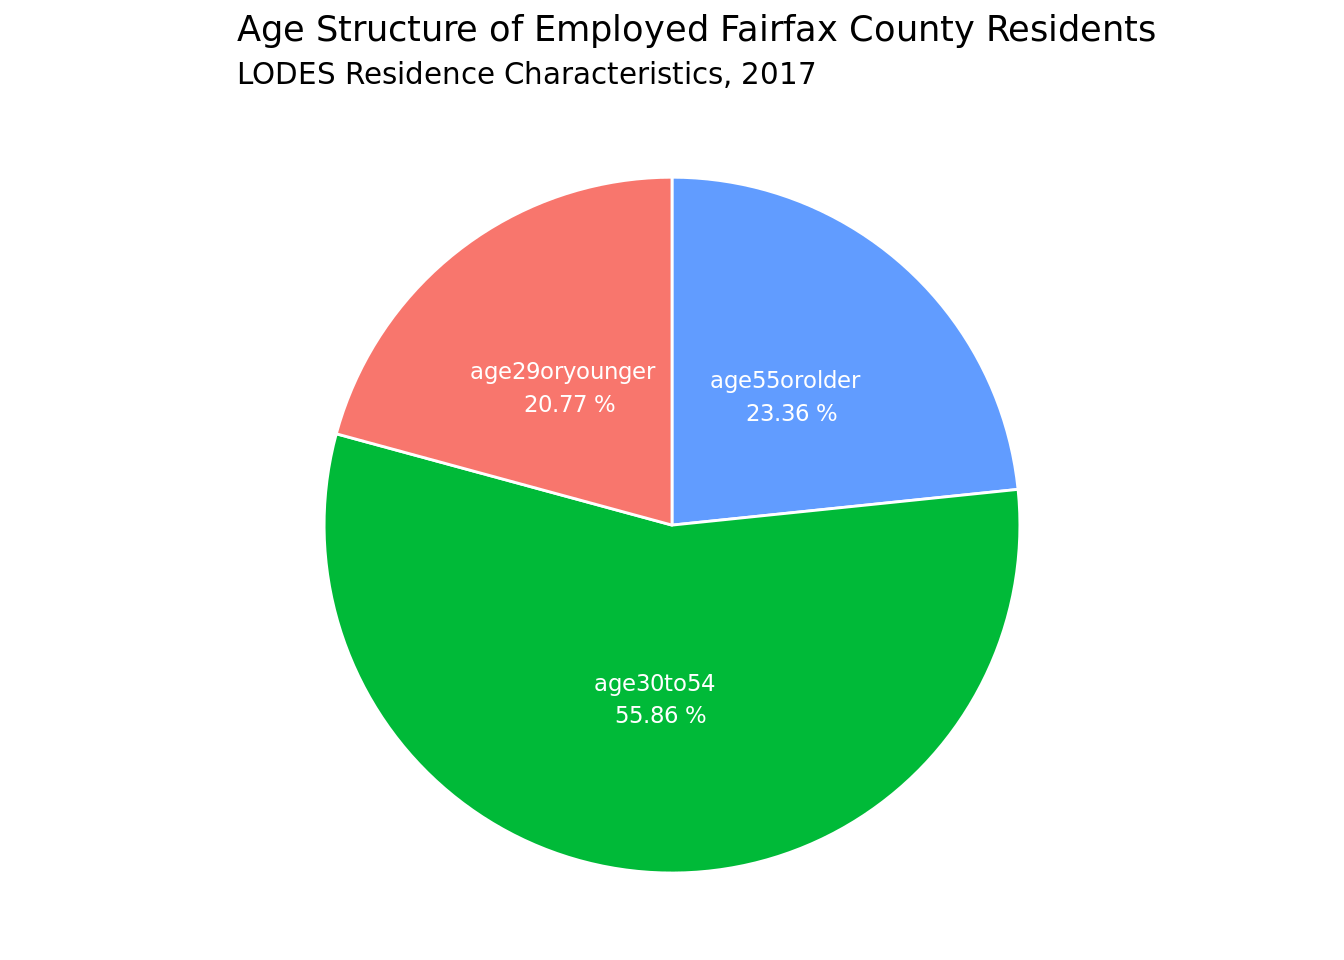 Age Structure of Employed Fairfax County Residents
LODES Residence Characteristics, 2017
age29oryounger
20.77 %
age55orolder
23.36 %
age30to54
55.86 %